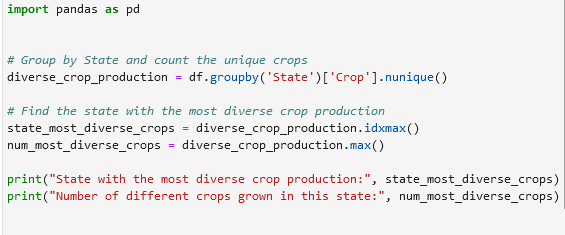 import pandas as pd
# Group by State and count the unique crops
diverse_crop_production = df.groupby('State')['Crop'].nunique()
# Find the state with the most diverse crop production
state_most_diverse_crops = diverse_crop_production.idxmax()
num_most_diverse_crops = diverse_crop_production.max()
print("State with the most diverse crop production:", state_most_diverse_crops)
print("Number of different crops grown in this state:", num_most_diverse_crops)